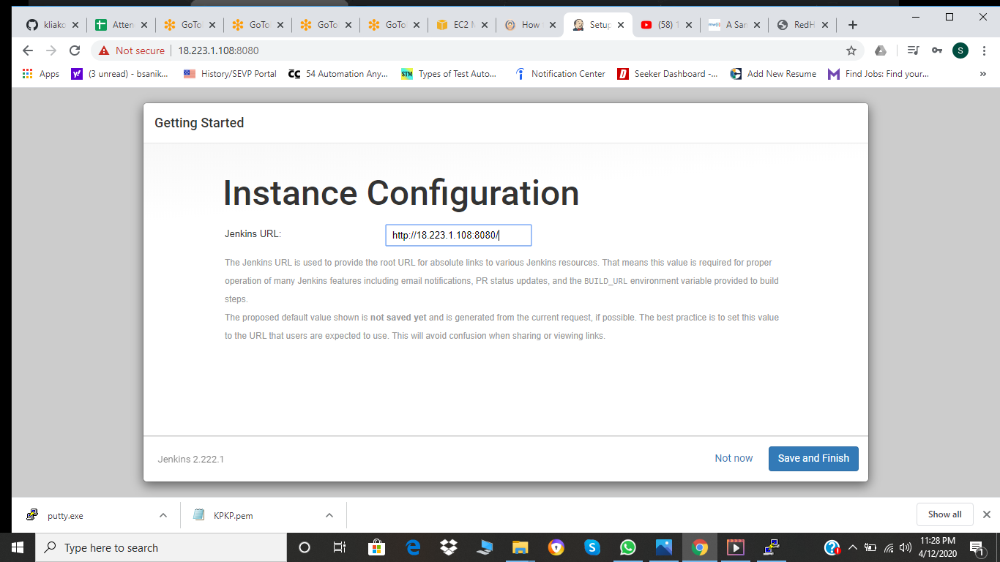 kliako
Atten
GoTo
GoTo
GoTo
GoTo
EC2 M
How
Setup
(58) 1
mw(i)
A San
RedH
Not secure
18.223.1.108:8080
S
Apps
(3 unread) - bsanik...
History/SEVP Portal
54 Automation Any...
STM
Types of Test Auto...
Notification Center
Seeker Dashboard -...
Add New Resume
Find Jobs: Find your...
»
Getting Started
Instance Configuration
Jenkins URL:
http://18.223.1.108:8080/
The Jenkins URL is used to provide the root URL for absolute links to various Jenkins resources. That means this value is required for proper
operation of many Jenkins features including email notifications, PR status updates, and the BUILD_URL environment variable provided to build
steps.
The proposed default value shown is not saved yet and is generated from the current request, if possible. The best practice is to set this value
to the URL that users are expected to use. This will avoid confusion when sharing or viewing links.
Jenkins 2.222.1
Not now
Save and Finish
putty.exe
KPKP.pem
Show all
Type here to search
11:28 PM
4/12/2020
1